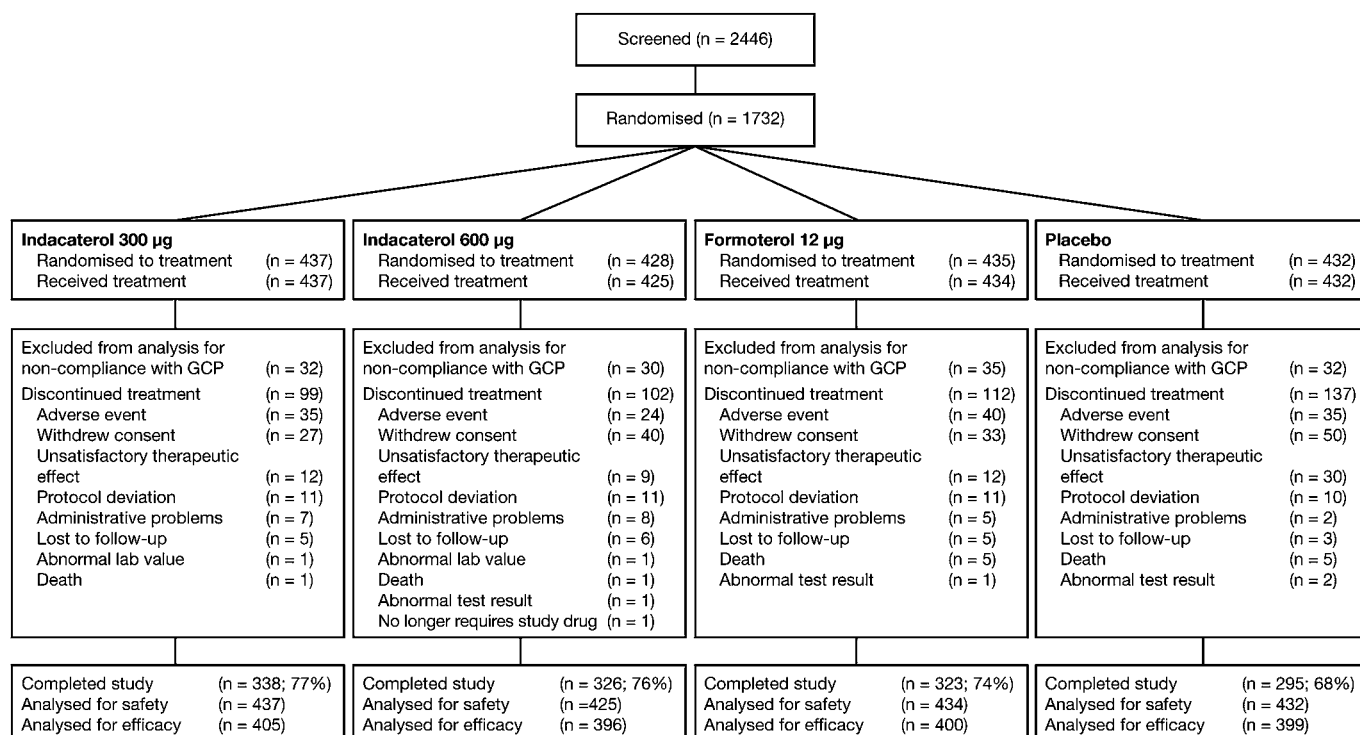 Screened (n = 2446)
Randomised (n = 1732)
Indacaterol 300 µg
Randomised to treatment (n = 437)
Received treatment (n = 437)
Excluded from analysis for
non-compliance with GCP (n = 32)
Discontinued treatment (n = 99)
Adverse event (n = 35)
Withdrew consent (n = 27)
Unsatisfactory therapeutic
effect (n = 12)
Protocol deviation (n = 11)
Administrative problems (n = 7)
Lost to follow-up (n = 5)
Abnormal lab value (n = 1)
Death (n = 1)
Completed study (n = 338; 77%)
Analysed for safety (n = 437)
Analysed for efficacy (n = 405)
Indacaterol 600 µg
Randomised to treatment (n = 428)
Received treatment (n = 425)
Excluded from analysis for
non-compliance with GCP (n = 30)
Discontinued treatment (n = 102)
Adverse event (n = 24)
Withdrew consent (n = 40)
Unsatisfactory therapeutic
effect (n = 9)
Protocol deviation (n = 11)
Administrative problems (n = 8)
Lost to follow-up (n = 6)
Abnormal lab value (n = 1)
Death (n = 1)
Abnormal test result (n = 1)
No longer requires study drug (n = 1)
Completed study (n = 326; 76%)
Analysed for safety (n =425)
Analysed for efficacy (n = 396)
Formoterol 12 µg
Randomised to treatment (n = 435)
Received treatment (n = 434)
Excluded from analysis for
non-compliance with GCP (n = 35)
Discontinued treatment (n = 112)
Adverse event (n = 40)
Withdrew consent (n = 33)
Unsatisfactory therapeutic
effect (n = 12)
Protocol deviation (n = 11)
Administrative problems (n = 5)
Lost to follow-up (n = 5)
Death (n = 5)
Abnormal test result (n = 1)
Completed study (n = 323; 74%)
Analysed for safety (n = 434)
Analysed for efficacy (n = 400)
Placebo
Randomised to treatment (n = 432)
Received treatment (n = 432)
Excluded from analysis for
non-compliance with GCP (n = 32)
Discontinued treatment (n = 137)
Adverse event (n = 35)
Withdrew consent (n = 50)
Unsatisfactory therapeutic
effect (n = 30)
Protocol deviation (n = 10)
Administrative problems (n = 2)
Lost to follow-up (n = 3)
Death (n = 5)
Abnormal test result (n = 2)
Completed study (n = 295; 68%)
Analysed for safety (n = 432)
Analysed for efficacy (n = 399)